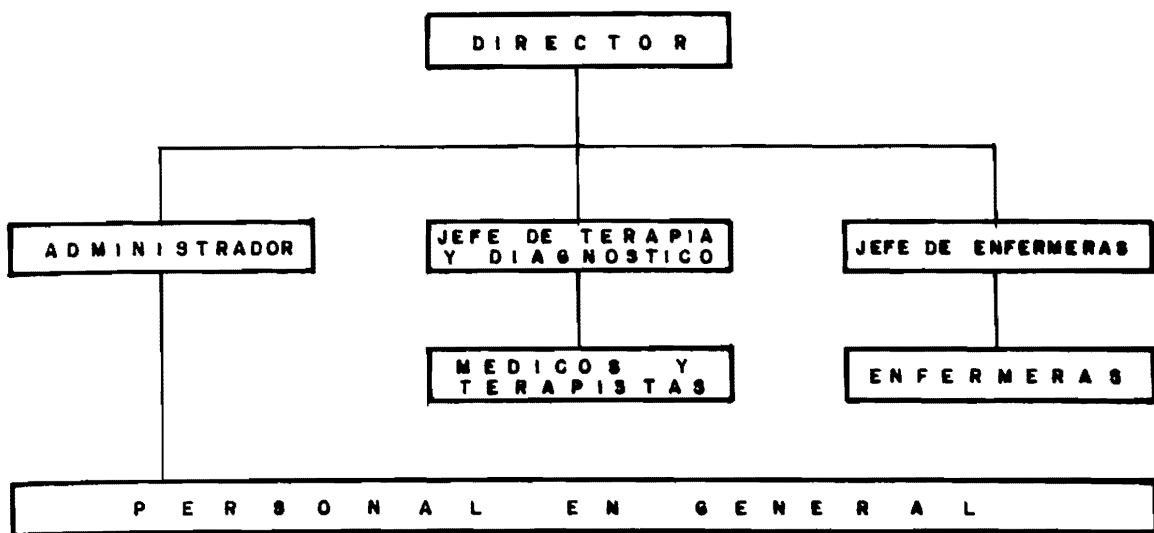 DIRECTOR
ADMINISTRADOR
JEFE DE TERAPIA
Y DIAGNOSTICO
JEFE DE ENFERMERAS
MEDICOS Y
TERAPISTAS
ENFERMERAS
PERSONAL EN GENERAL